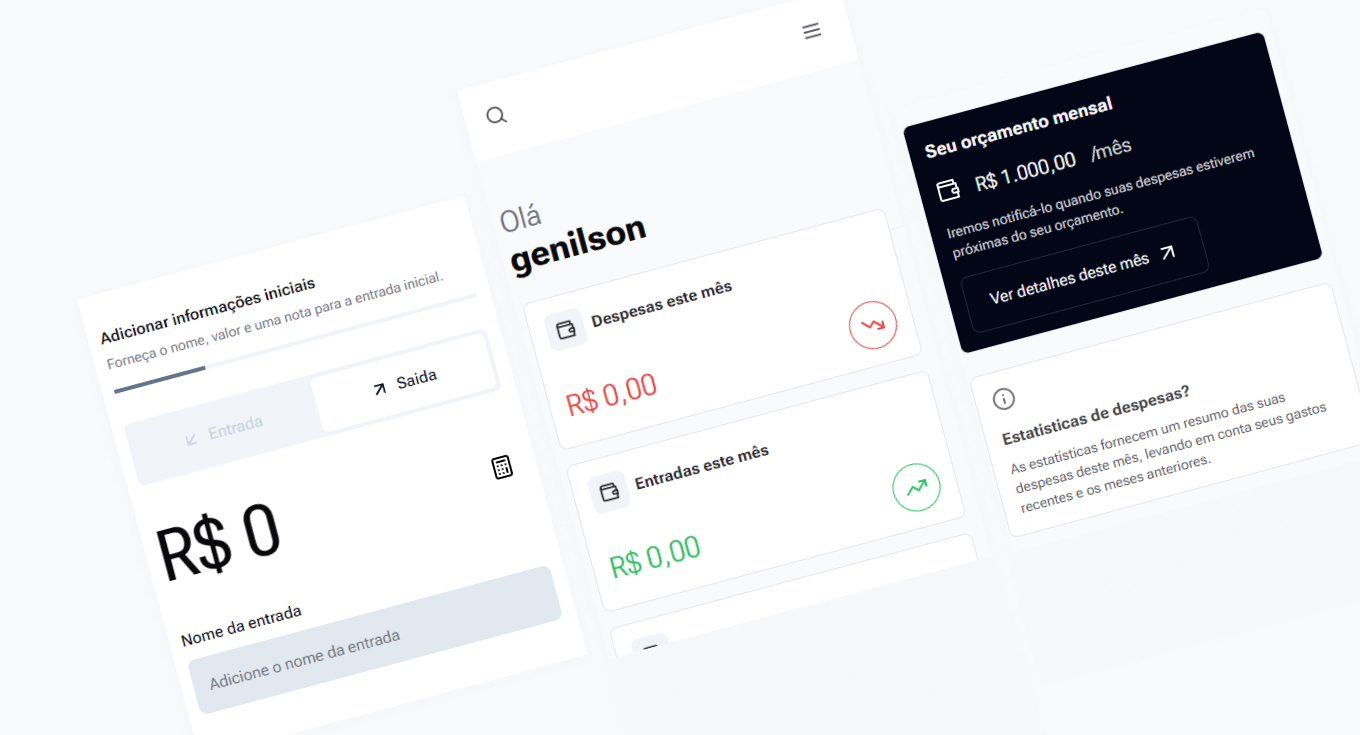 Adicionar informações iniciais
Forneça o nome, valor e uma nota para a entrada inicial.
Entrada
Saida
R$ 0
Nome da entrada
Adicione o nome da entrada
Olá
genilson
Despesas este mês
R$ 0,00
Entradas este mês
R$ 0,00
Seu orçamento mensal
R$ 1.000,00 /mês
Iremos notificá-lo quando suas despesas estiverem
próximas do seu orçamento.
Ver detalhes deste mês
Estatisticas de despesas?
As estatísticas fornecem um resumo das suas
despesas deste mês, levando em conta seus gastos
recentes e os meses anteriores.